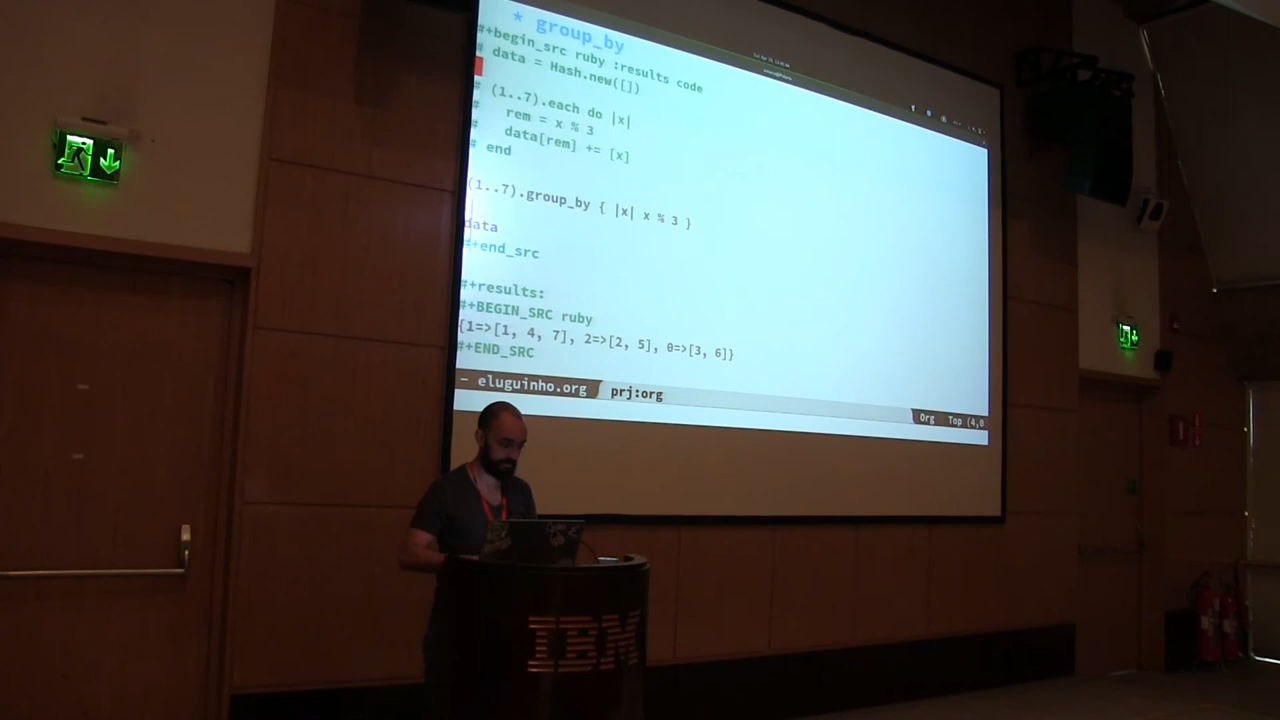 * group_by
#+begin_src ruby :results code
# data = Hash.new([])
# (1..7).each do |x|
#   rem = x % 3
#   data[rem] += [x]
# end
(1..7).group_by { |x| x % 3 }
data
#+end_src
#+results:
#+BEGIN_SRC ruby
{1=>[1, 4, 7], 2=>[2, 5], 0=>[3, 6]}
#+END_SRC
— eluguinho.org prj:org Org Top (4,0
IBM